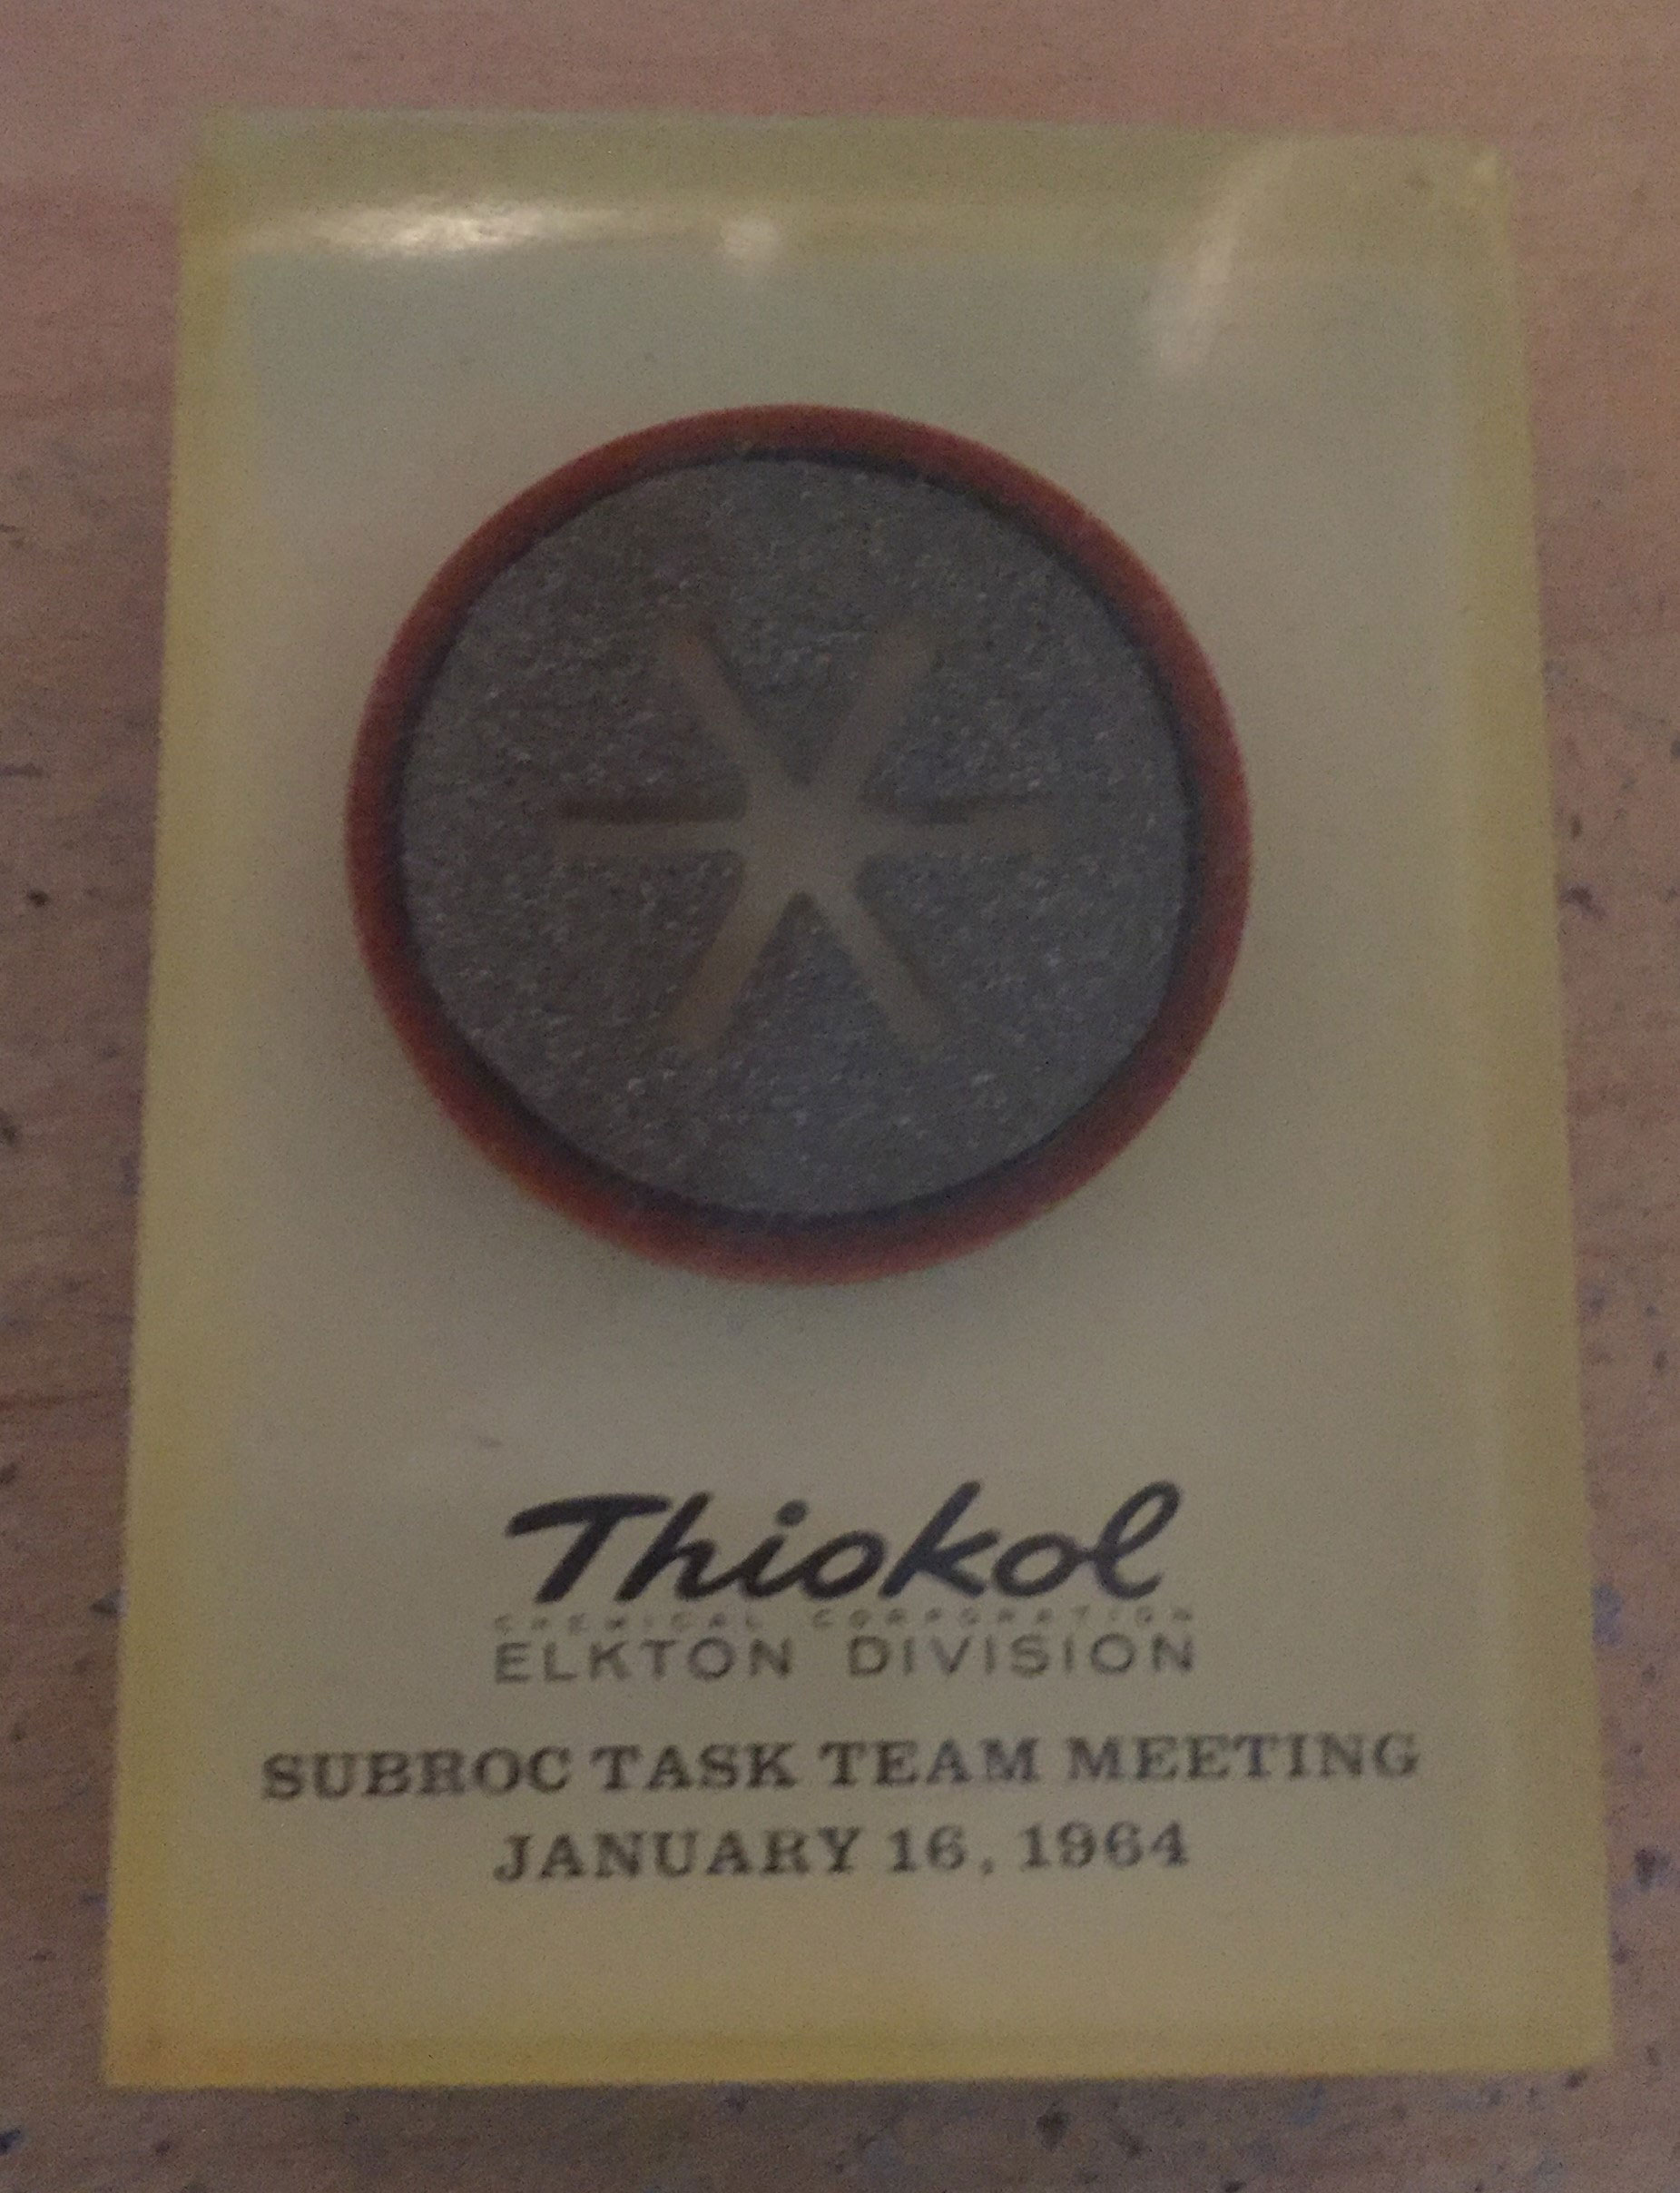 Thiokol
CHEMICAL CORPORATION
ELKTON DIVISION
SUBROC TASK TEAM MEETING
JANUARY 16, 1964